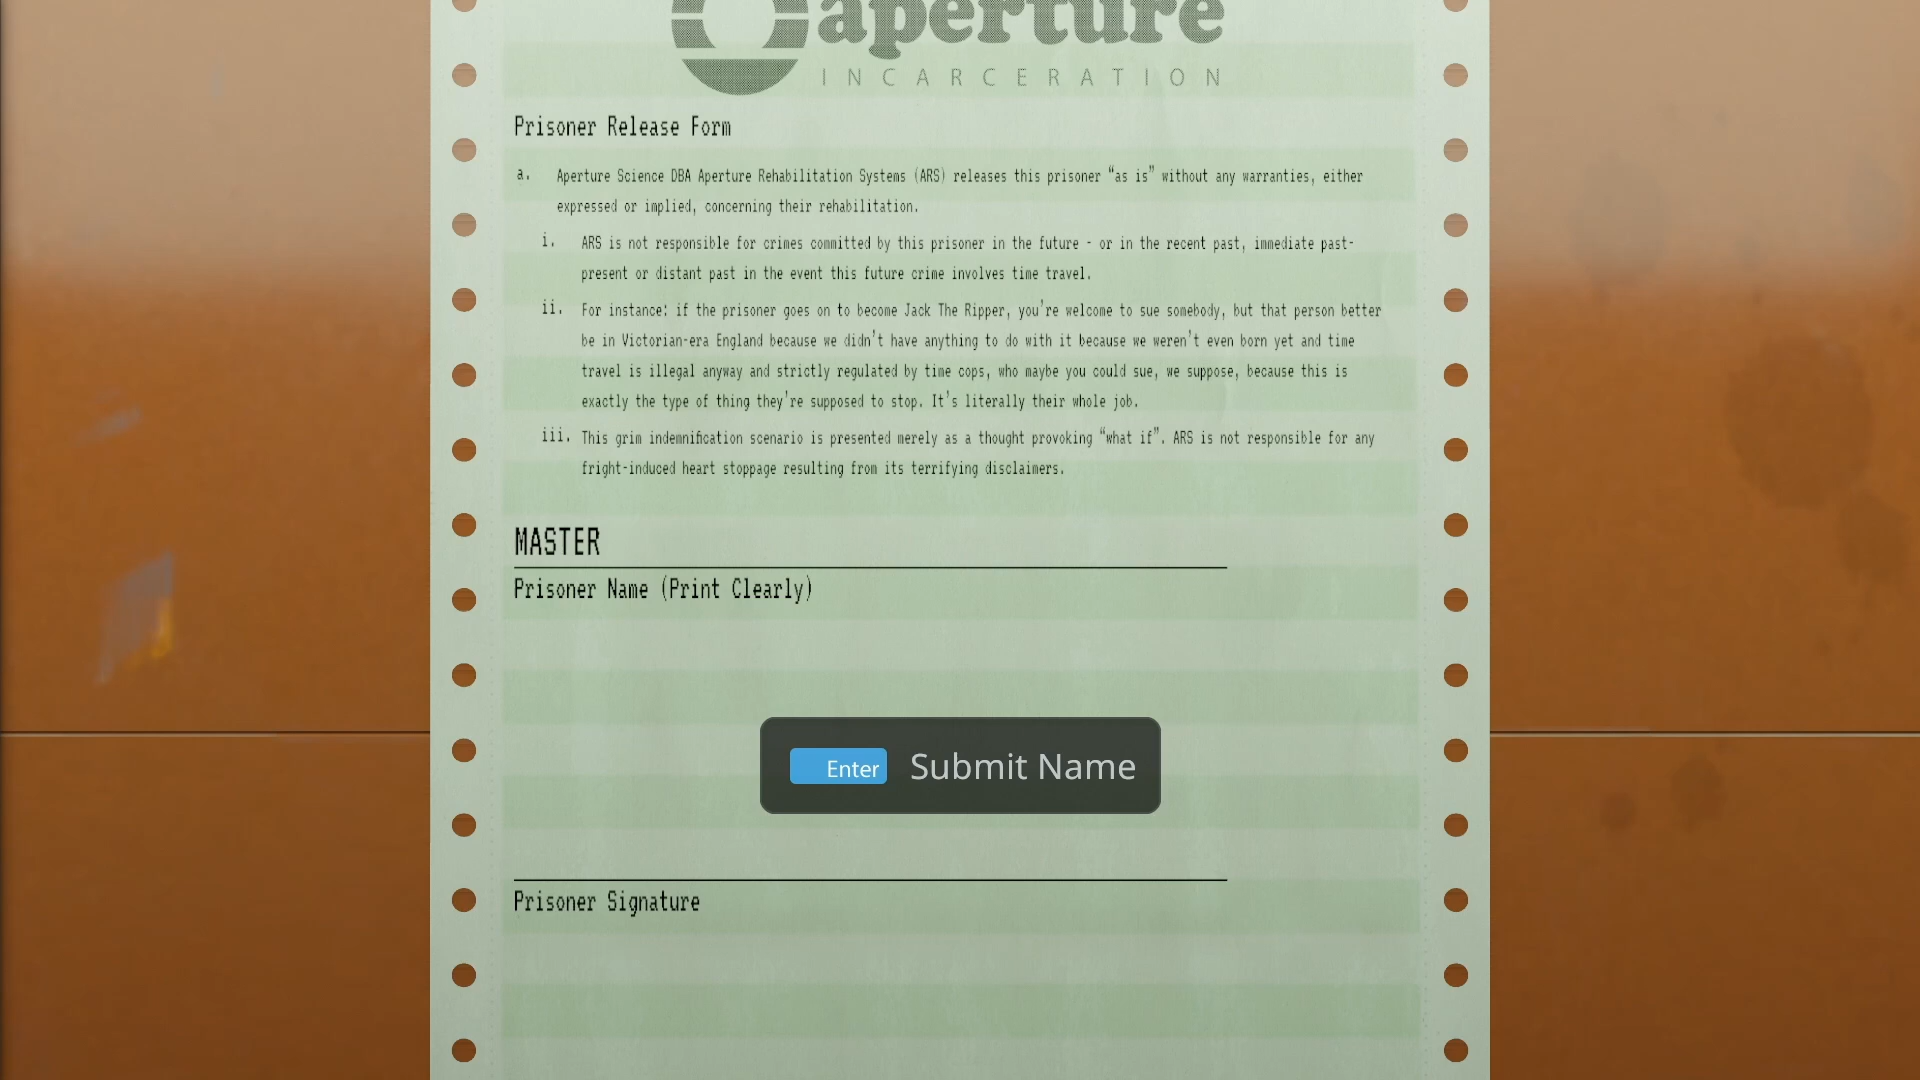 aperture
INCARCERATION
Prisoner Release Form
a. Aperture Science DBA Aperture Rehabilitation Systems (ARS) releases this prisoner “as is” without any warranties, either
expressed or implied, concerning their rehabilitation.
i. ARS is not responsible for crimes committed by this prisoner in the future - or in the recent past, immediate past-
present or distant past in the event this future crime involves time travel.
ii. For instance: if the prisoner goes on to become Jack The Ripper, you’re welcome to sue somebody, but that person better
be in Victorian-era England because we didn’t have anything to do with it because we weren’t even born yet and time
travel is illegal anyway and strictly regulated by time cops, who maybe you could sue, we suppose, because this is
exactly the type of thing they’re supposed to stop. It’s literally their whole job.
iii. This grim indemnification scenario is presented merely as a thought provoking “what if”. ARS is not responsible for any
fright-induced heart stoppage resulting from its terrifying disclaimers.
MASTER
Prisoner Name (Print Clearly)
Enter Submit Name
Prisoner Signature